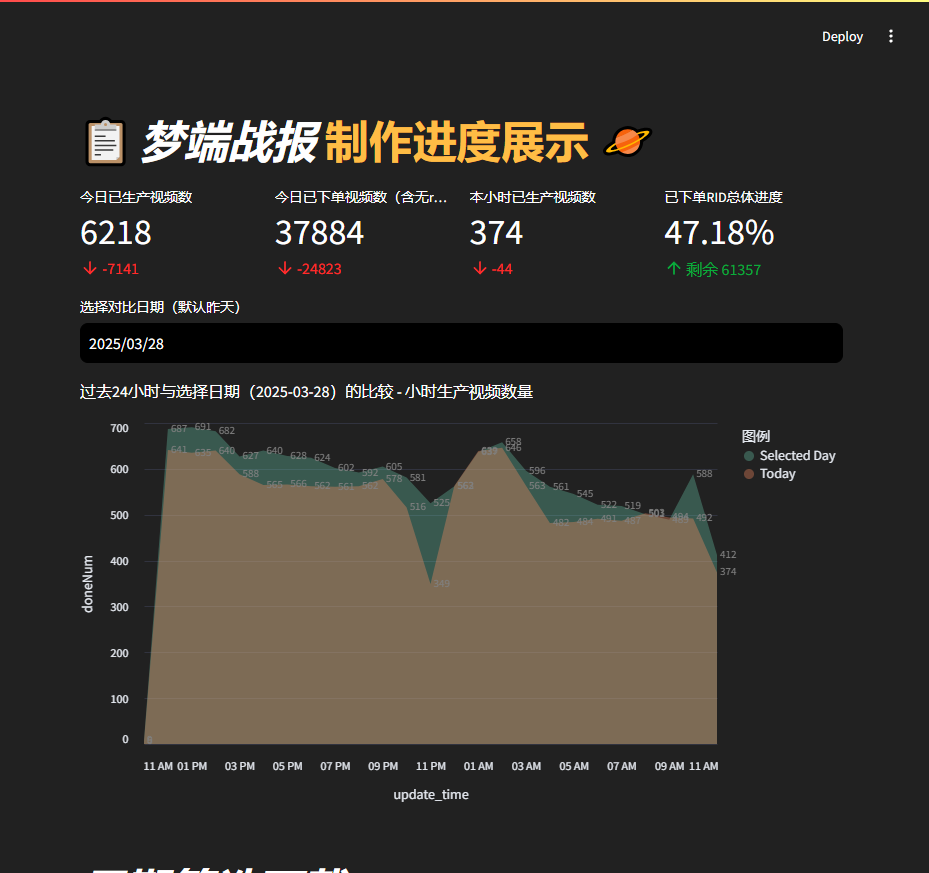 Deploy
梦端战报 制作进度展示
今日已生产视频数
6218
-7141
今日已下单视频数（含无r…
37884
-24823
本小时已生产视频数
374
-44
已下单RID总体进度
47.18%
剩余 61357
选择对比日期（默认昨天）
2025/03/28
过去24小时与选择日期（2025-03-28）的比较 - 小时生产视频数量
图例
Selected Day
Today
doneNum
700
600
500
400
300
200
100
0
687 691 682 627 640 628 624 602 592 605 581 525 563 658 596 561 545 522 519 503 484 588 412
641 635 640 588 565 566 562 561 562 578 516 349 637 646 563 482 484 491 487 492 374
0
11 AM 01 PM 03 PM 05 PM 07 PM 09 PM 11 PM 01 AM 03 AM 05 AM 07 AM 09 AM 11 AM
update_time